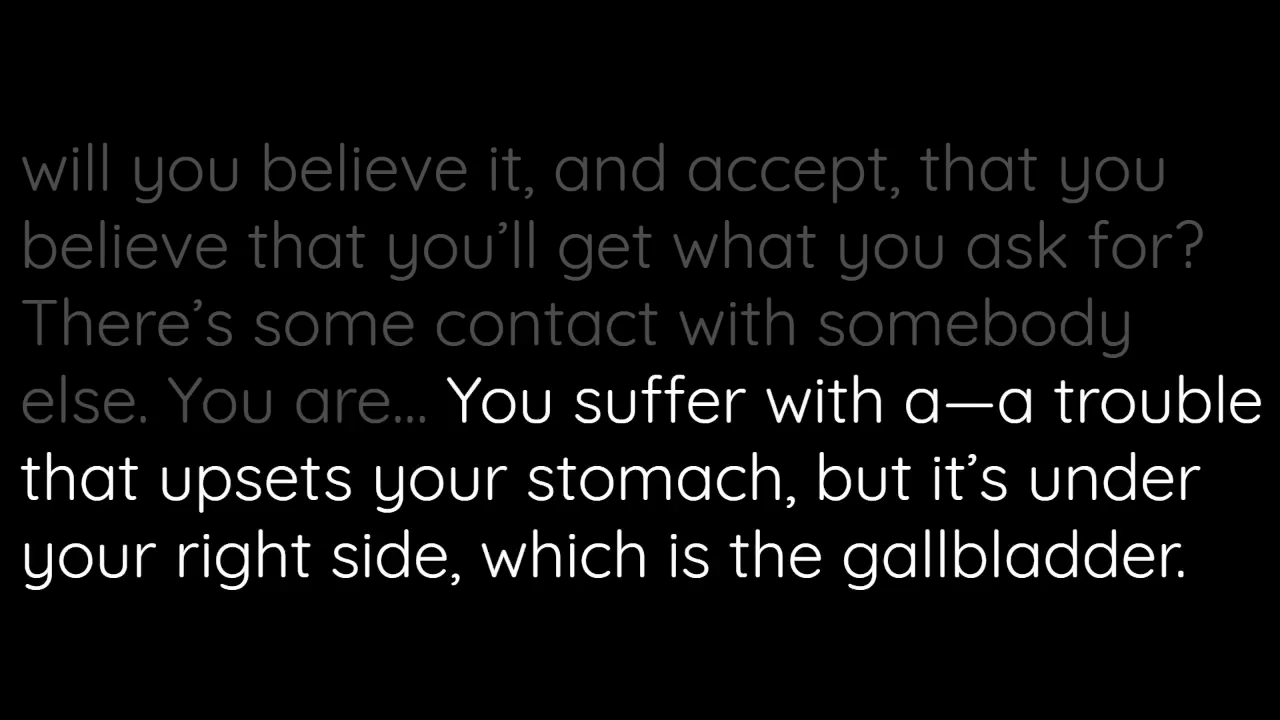 will you believe it, and accept, that you
believe that you’ll get what you ask for?
There’s some contact with somebody
else. You are… You suffer with a—a trouble
that upsets your stomach, but it’s under
your right side, which is the gallbladder.